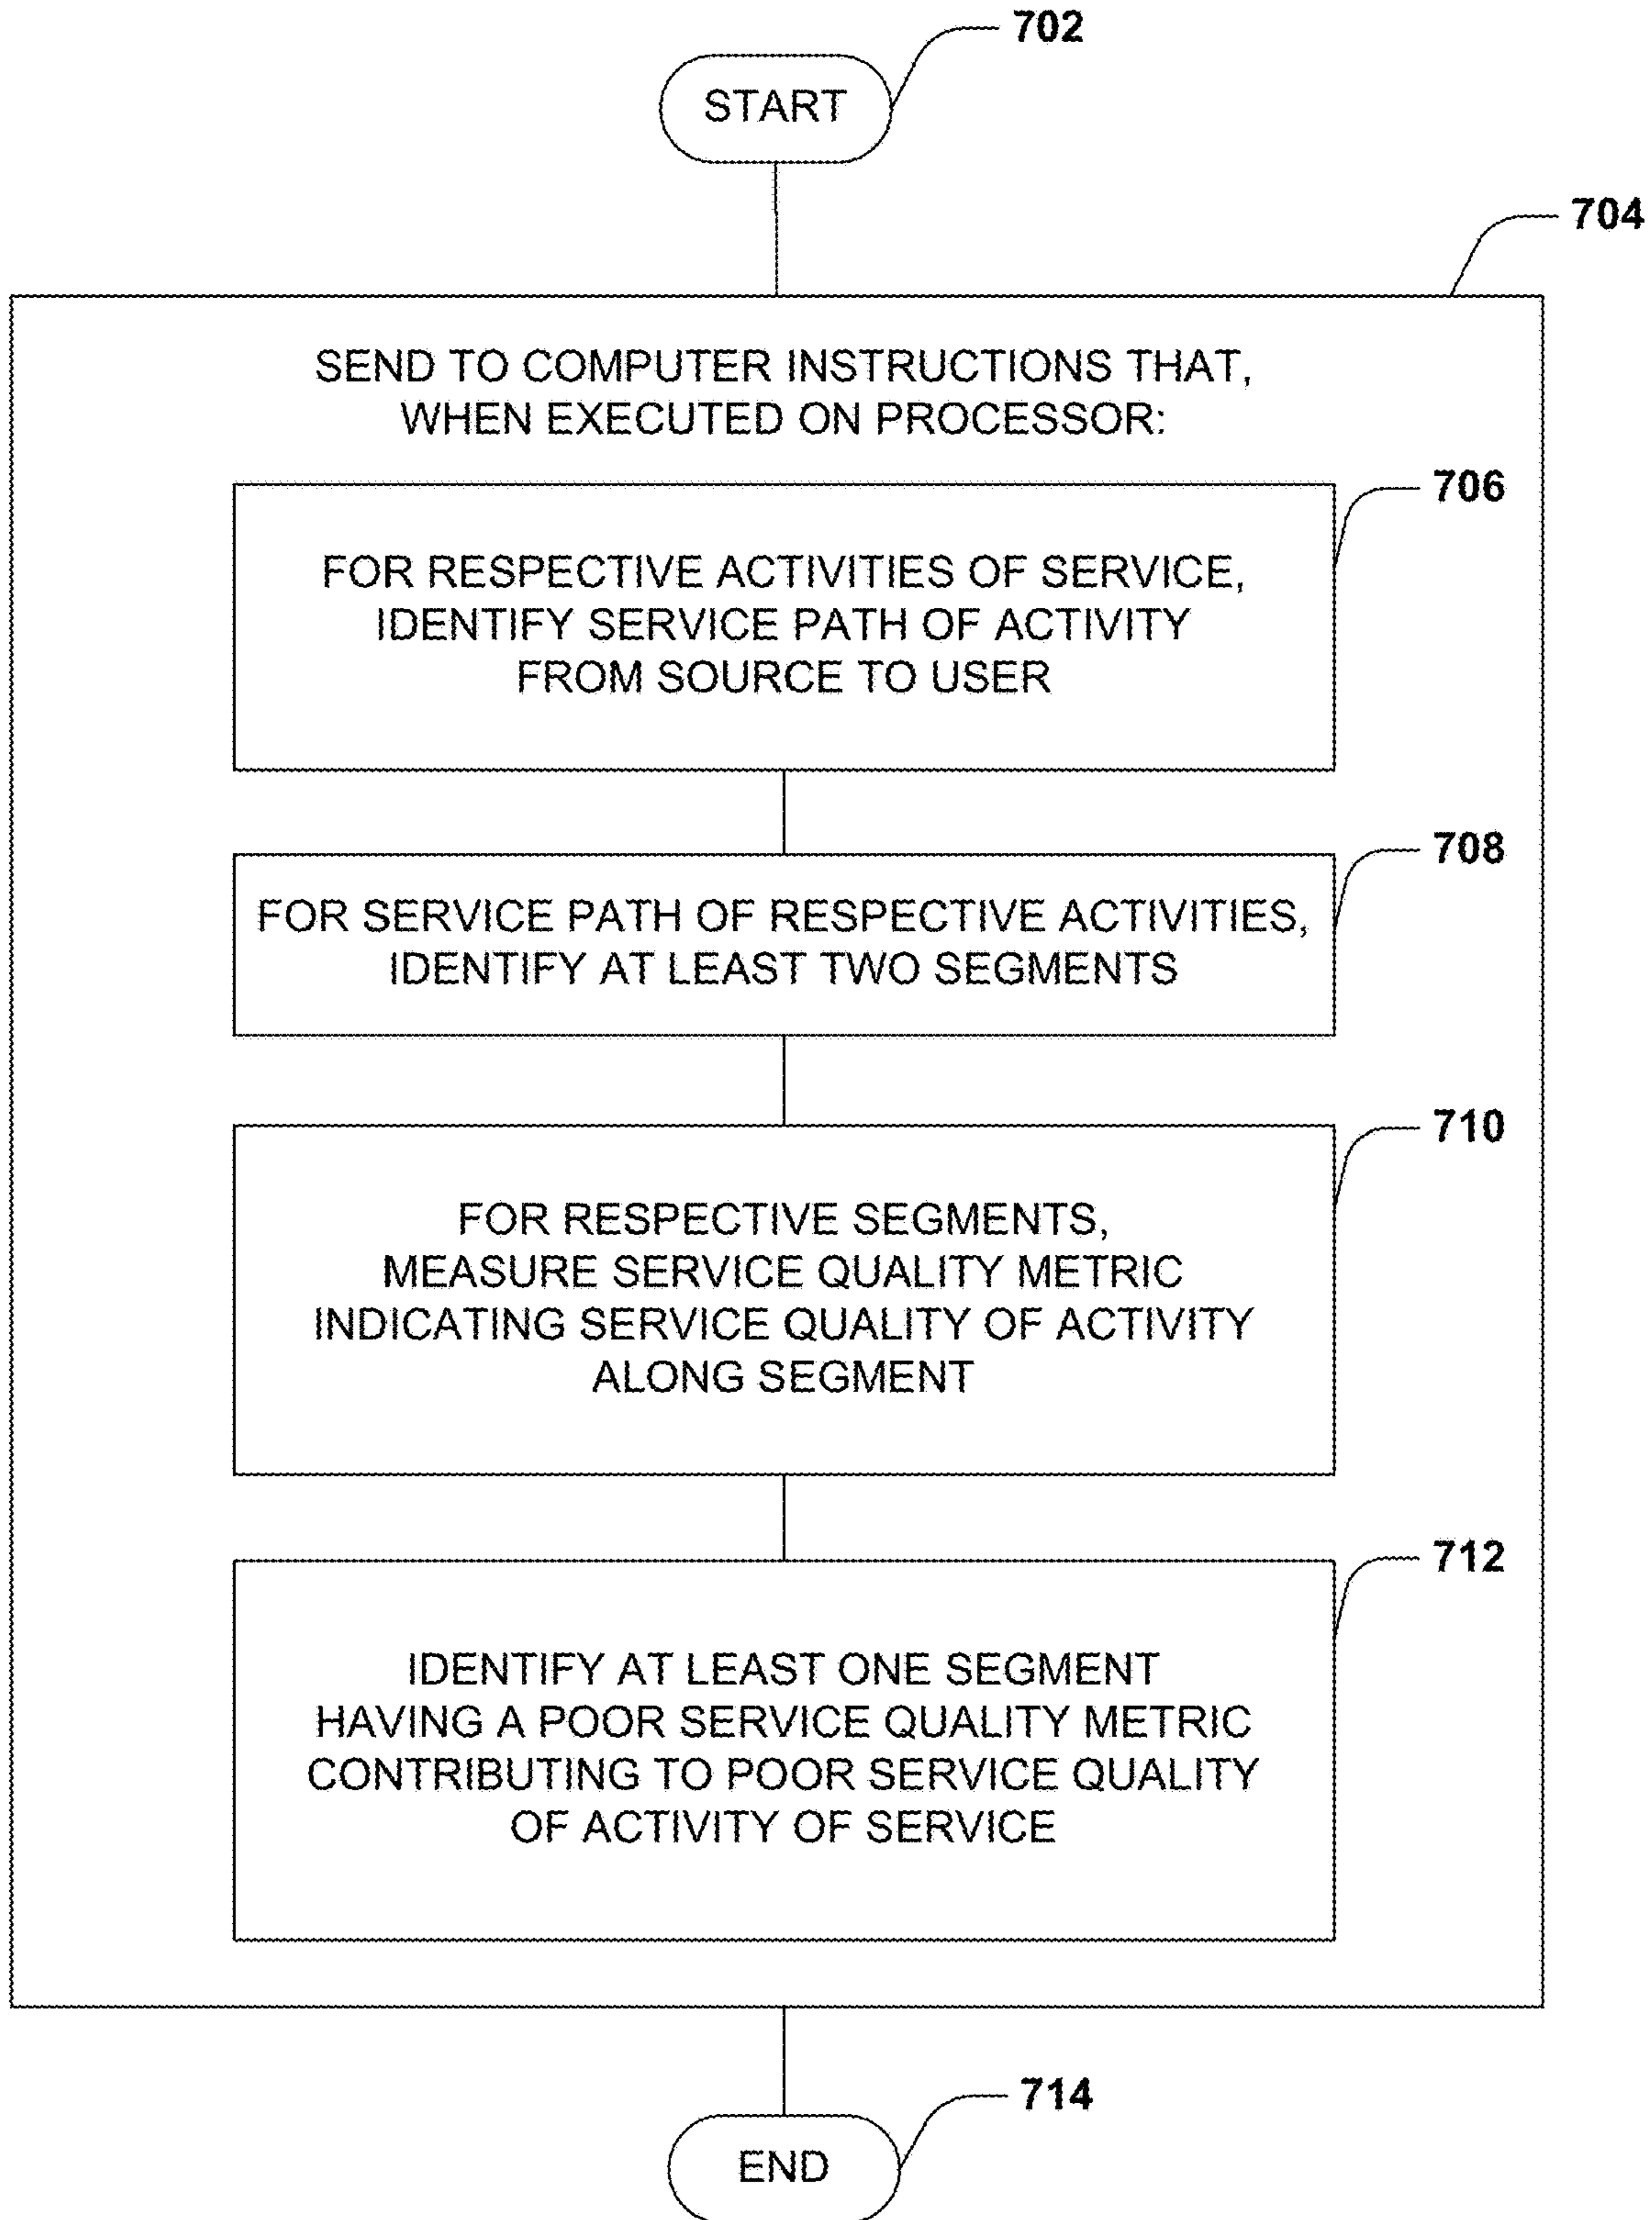 702
START
704
SEND TO COMPUTER INSTRUCTIONS THAT,
WHEN EXECUTED ON PROCESSOR:
706
FOR RESPECTIVE ACTIVITIES OF SERVICE,
IDENTIFY SERVICE PATH OF ACTIVITY
FROM SOURCE TO USER
708
FOR SERVICE PATH OF RESPECTIVE ACTIVITIES,
IDENTIFY AT LEAST TWO SEGMENTS
710
FOR RESPECTIVE SEGMENTS,
MEASURE SERVICE QUALITY METRIC
INDICATING SERVICE QUALITY OF ACTIVITY
ALONG SEGMENT
712
IDENTIFY AT LEAST ONE SEGMENT
HAVING A POOR SERVICE QUALITY METRIC
CONTRIBUTING TO POOR SERVICE QUALITY
OF ACTIVITY OF SERVICE
714
END